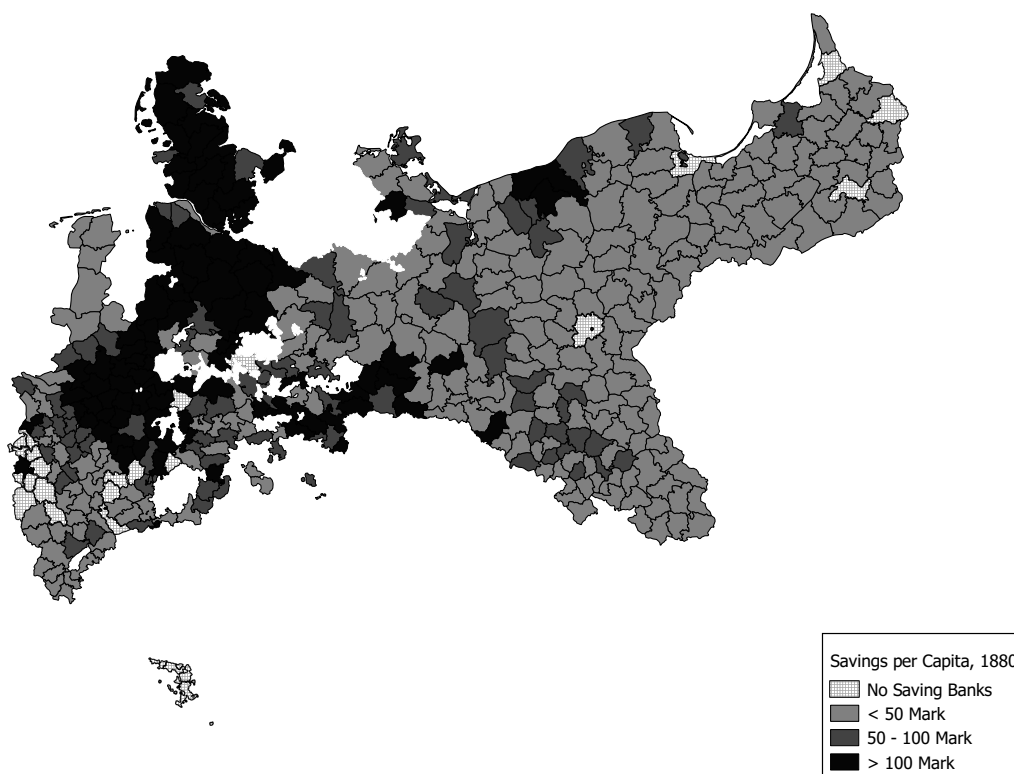 Savings per Capita, 1880
No Saving Banks
< 50 Mark
50 - 100 Mark
> 100 Mark